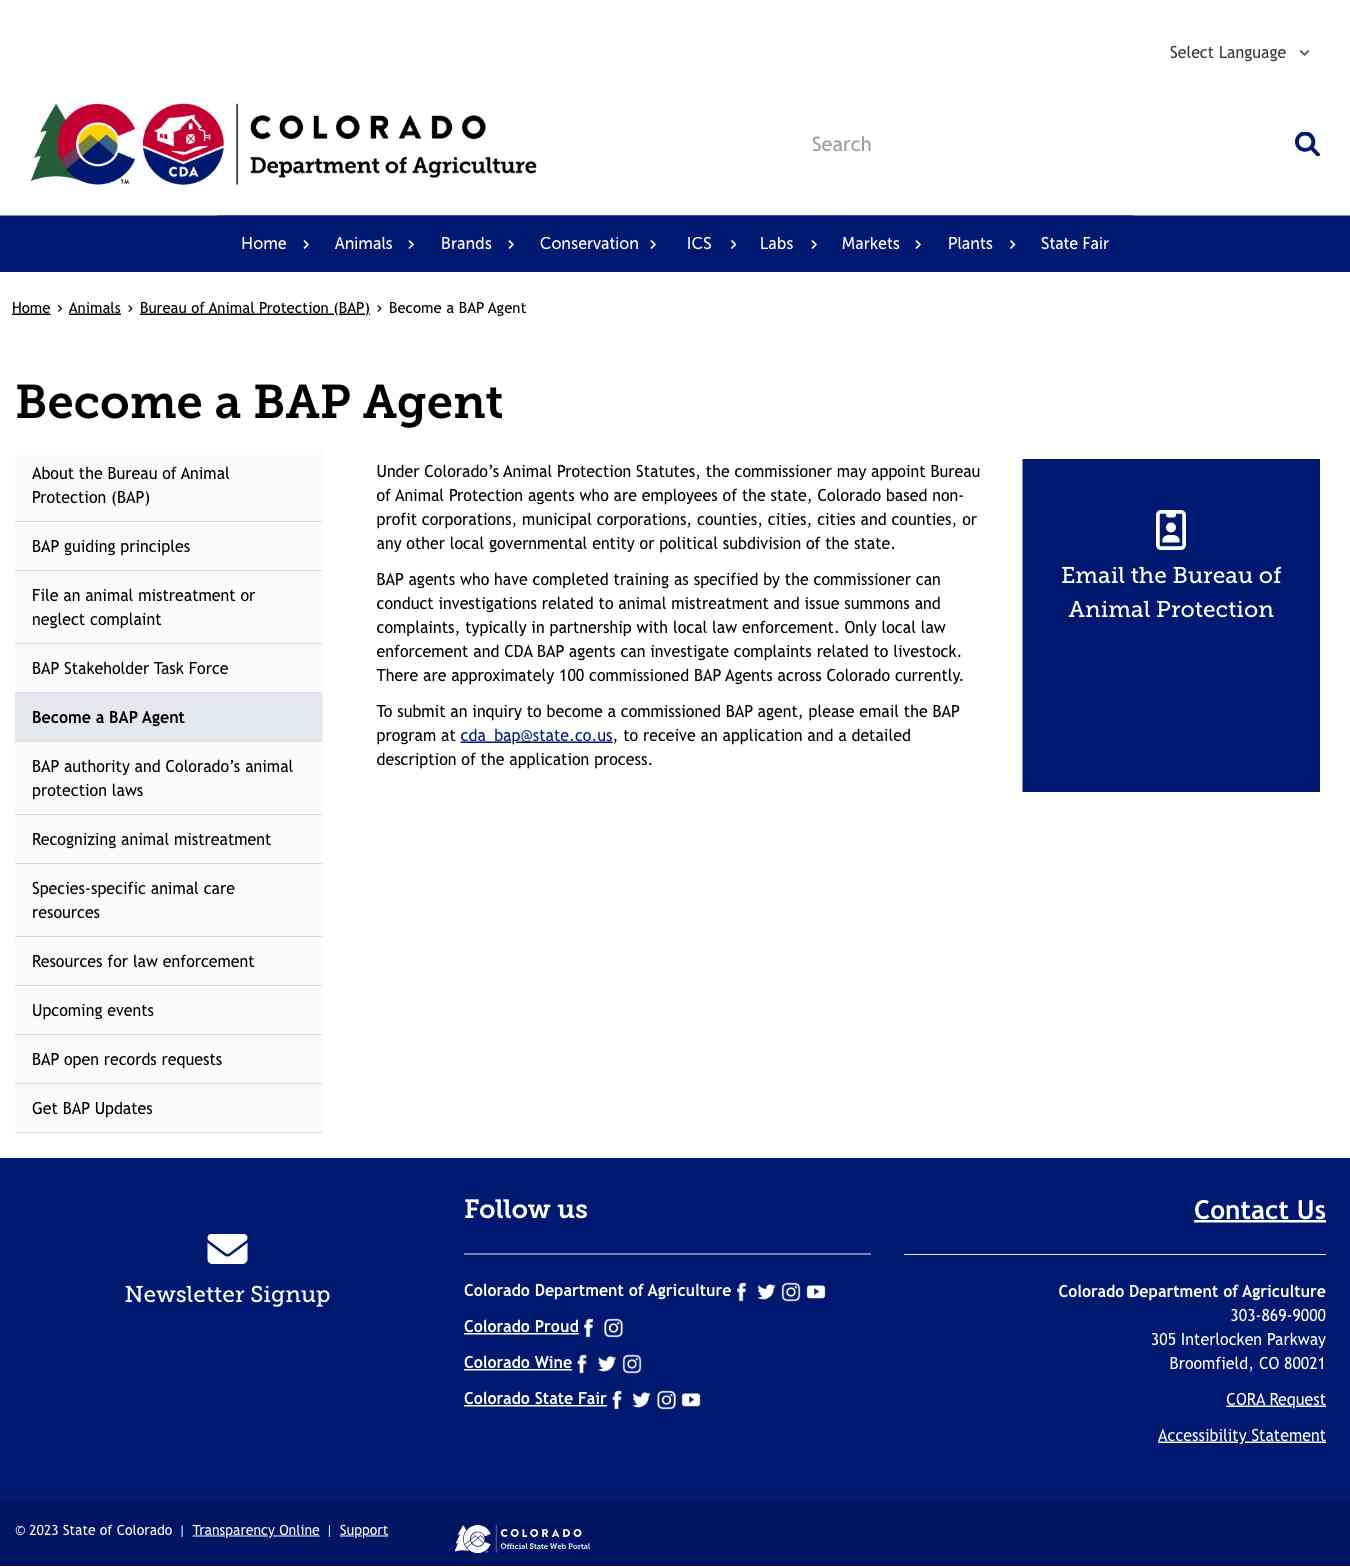 Select Language
COLORADO
Department of Agriculture
CDA
TM
Search
Home Animals Brands Conservation ICS Labs Markets Plants State Fair
Home › Animals › Bureau of Animal Protection (BAP) › Become a BAP Agent
Become a BAP Agent
About the Bureau of Animal
Protection (BAP)
BAP guiding principles
File an animal mistreatment or
neglect complaint
BAP Stakeholder Task Force
Become a BAP Agent
BAP authority and Colorado’s animal
protection laws
Recognizing animal mistreatment
Species-specific animal care
resources
Resources for law enforcement
Upcoming events
BAP open records requests
Get BAP Updates
Under Colorado’s Animal Protection Statutes, the commissioner may appoint Bureau
of Animal Protection agents who are employees of the state, Colorado based non-
profit corporations, municipal corporations, counties, cities, cities and counties, or
any other local governmental entity or political subdivision of the state.
BAP agents who have completed training as specified by the commissioner can
conduct investigations related to animal mistreatment and issue summons and
complaints, typically in partnership with local law enforcement. Only local law
enforcement and CDA BAP agents can investigate complaints related to livestock.
There are approximately 100 commissioned BAP Agents across Colorado currently.
To submit an inquiry to become a commissioned BAP agent, please email the BAP
program at cda_bap@state.co.us, to receive an application and a detailed
description of the application process.
Email the Bureau of
Animal Protection
Newsletter Signup
Follow us
Colorado Department of Agriculture
Colorado Proud
Colorado Wine
Colorado State Fair
Contact Us
Colorado Department of Agriculture
303-869-9000
305 Interlocken Parkway
Broomfield, CO 80021
CORA Request
Accessibility Statement
© 2023 State of Colorado | Transparency Online | Support
COLORADO
Official State Web Portal